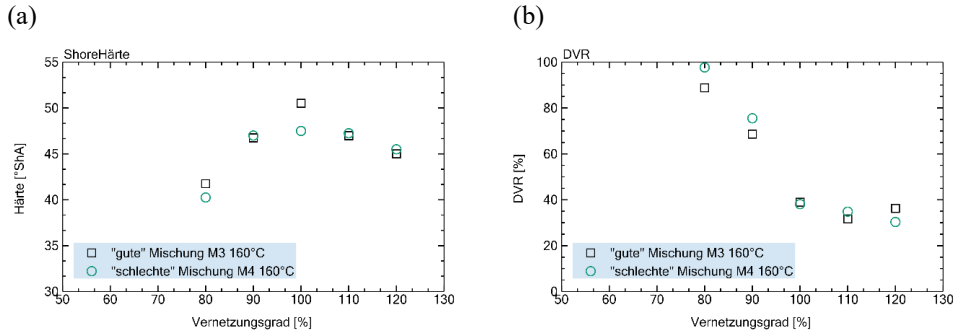 (a)
ShoreHärte
55
50
45
40
35
30
Härte [°ShA]
"gute" Mischung M3 160°C
"schlechte" Mischung M4 160°C
50 60 70 80 90 100 110 120 130
Vernetzungsgrad [%]
(b)
DVR
100
80
60
40
20
0
DVR [%]
"gute" Mischung M3 160°C
"schlechte" Mischung M4 160°C
50 60 70 80 90 100 110 120 130
Vernetzungsgrad [%]